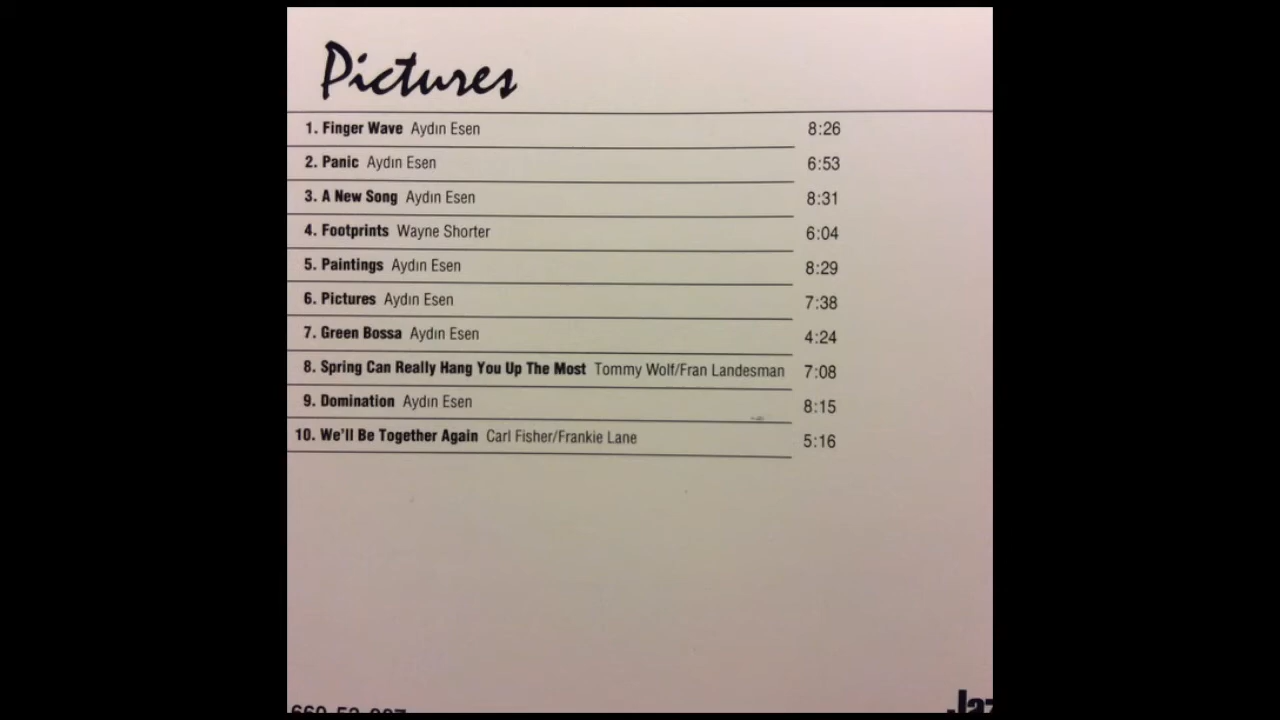 Pictures
1. Finger Wave Aydın Esen 8:26
2. Panic Aydın Esen 6:53
3. A New Song Aydın Esen 8:31
4. Footprints Wayne Shorter 6:04
5. Paintings Aydın Esen 8:29
6. Pictures Aydın Esen 7:38
7. Green Bossa Aydın Esen 4:24
8. Spring Can Really Hang You Up The Most Tommy Wolf/Fran Landesman 7:08
9. Domination Aydın Esen 8:15
10. We'll Be Together Again Carl Fisher/Frankie Lane 5:16